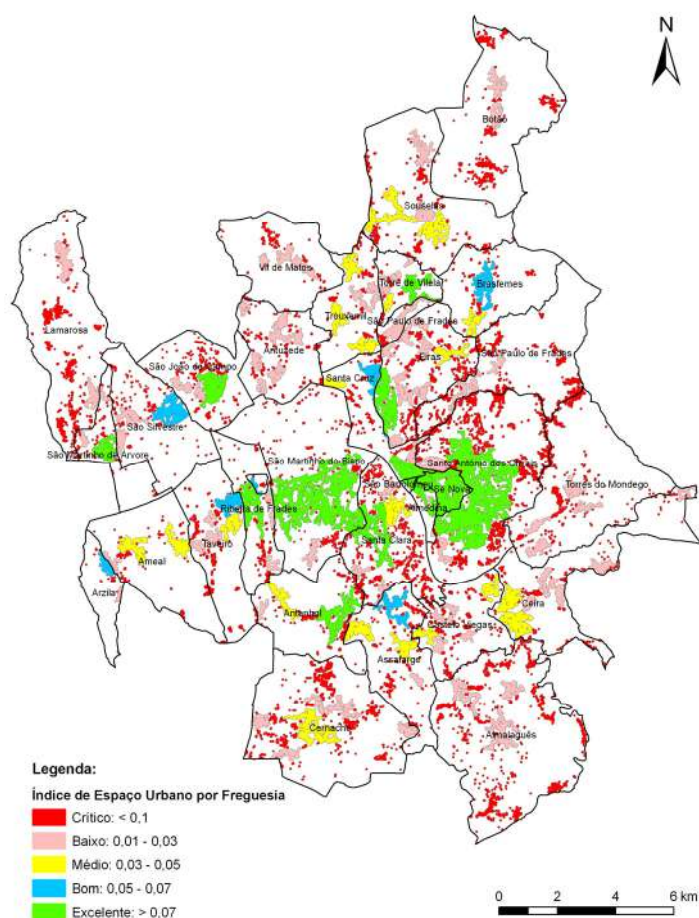 N
Botão
Souselas
Vil de Matos
Torre de Vilela
Brasfemes
Lamarosa
Trouxemil
São Paulo de Frades
Antuzede
Eiras
São Paulo de Frades
São João do Campo
Santa Cruz
São Silvestre
São Martinho de Arvore
São Martinho do Bispo
Santo António dos Olivais
Torres do Mondego
São Bartolomeu
Sé Nova
Almedina
Ribeira de Frades
Santa Clara
Ameal
Taveiro
Arzila
Antanhol
Ceira
Castelo Viegas
Assafarge
Cernache
Almalaguês
Legenda:
Índice de Espaço Urbano por Freguesia
Crítico: < 0,1
Baixo: 0,01 - 0,03
Médio: 0,03 - 0,05
Bom: 0,05 - 0,07
Excelente: > 0,07
0 2 4 6 km